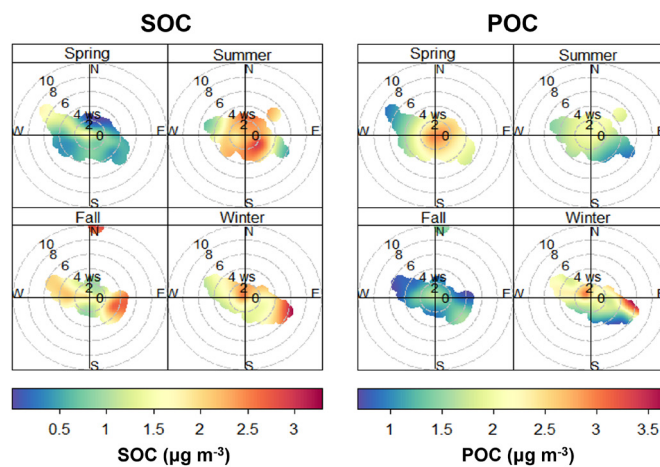 SOC POC
Spring Summer Spring Summer
N N N N
10 8 6 4 ws 2 0 10 8 6 4 ws 2 0 10 8 6 4 ws 2 0 10 8 6 4 ws 2 0
W E W E W E W E
S S S S
Fall Winter Fall Winter
N N N N
10 8 6 4 ws 2 0 10 8 6 4 ws 2 0 10 8 6 4 ws 2 0 10 8 6 4 ws 2 0
W E W E W E W E
S S S S
0.5 1 1.5 2 2.5 3 1 1.5 2 2.5 3 3.5
SOC (µg m⁻³) POC (µg m⁻³)